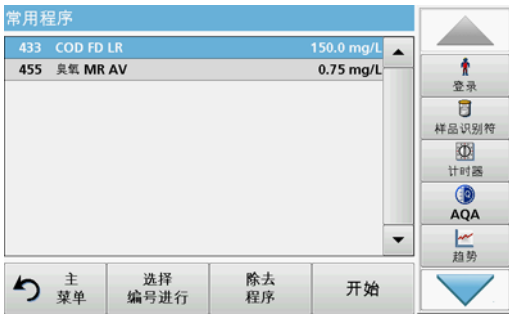 常用程序
433 COD FD LR 150.0 mg/L
455 臭氧 MR AV 0.75 mg/L
登录
样品识别符
计时器
AQA
趋势
主
菜单
选择
编号进行
除去
程序
开始